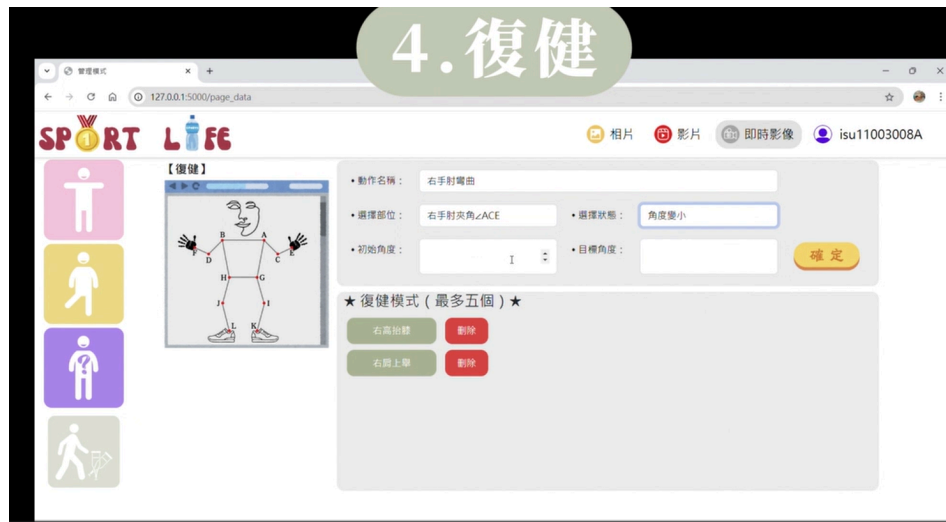 4.復健
管理模式
127.0.0.1:5000/page_data
SPORT LIFE
1
相片
影片
即時影像
isu11003008A
【復健】
B A
F D C E
H G
J I
L K
?
•動作名稱：
右手肘彎曲
•選擇部位：
右手肘夾角∠ACE
•選擇狀態：
角度變小
•初始角度：
•目標角度：
確定
★復健模式(最多五個)★
右高抬膝
刪除
右肩上舉
刪除